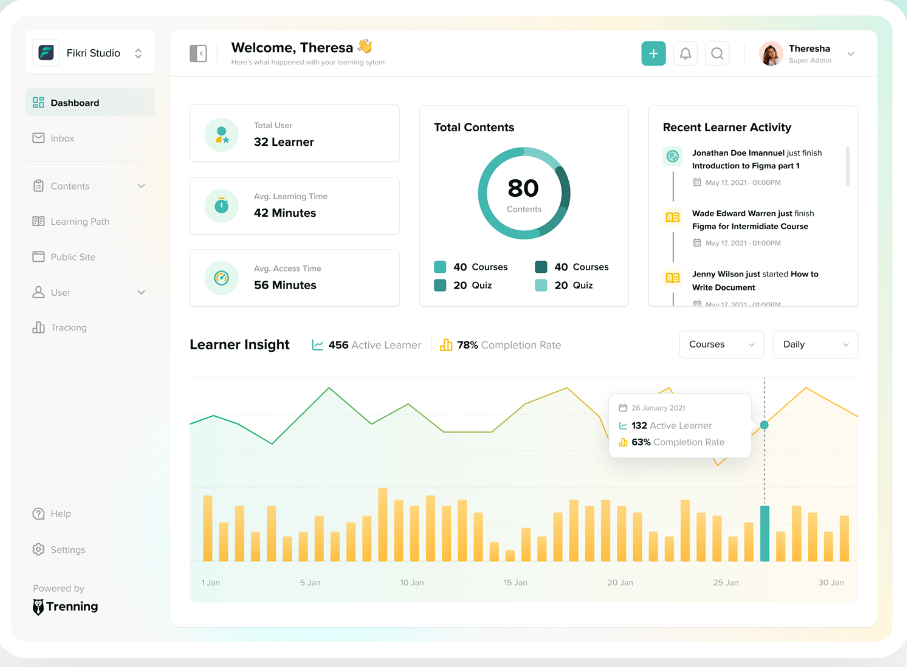 Fikri Studio
Dashboard
Inbox
Contents
Learning Path
Public Site
User
Tracking
Help
Settings
Powered by
Trenning
Welcome, Theresa 👋
Here's what happened with your learning sytem
Theresha
Super Admin
Total User
32 Learner
Avg. Learning Time
42 Minutes
Avg. Access Time
56 Minutes
Total Contents
80
Contents
40 Courses
40 Courses
20 Quiz
20 Quiz
Recent Learner Activity
Jonathan Doe Imannuel just finish
Introduction to Figma part 1
May 17, 2021 - 01:00PM
Wade Edward Warren just finish
Figma for Intermidiate Course
May 17, 2021 - 01:00PM
Jenny Wilson just started How to
Write Document
May 17, 2021 - 01:00PM
Learner Insight
456 Active Learner
78% Completion Rate
Courses
Daily
26 January 2021
132 Active Learner
63% Completion Rate
1 Jan
5 Jan
10 Jan
15 Jan
20 Jan
25 Jan
30 Jan